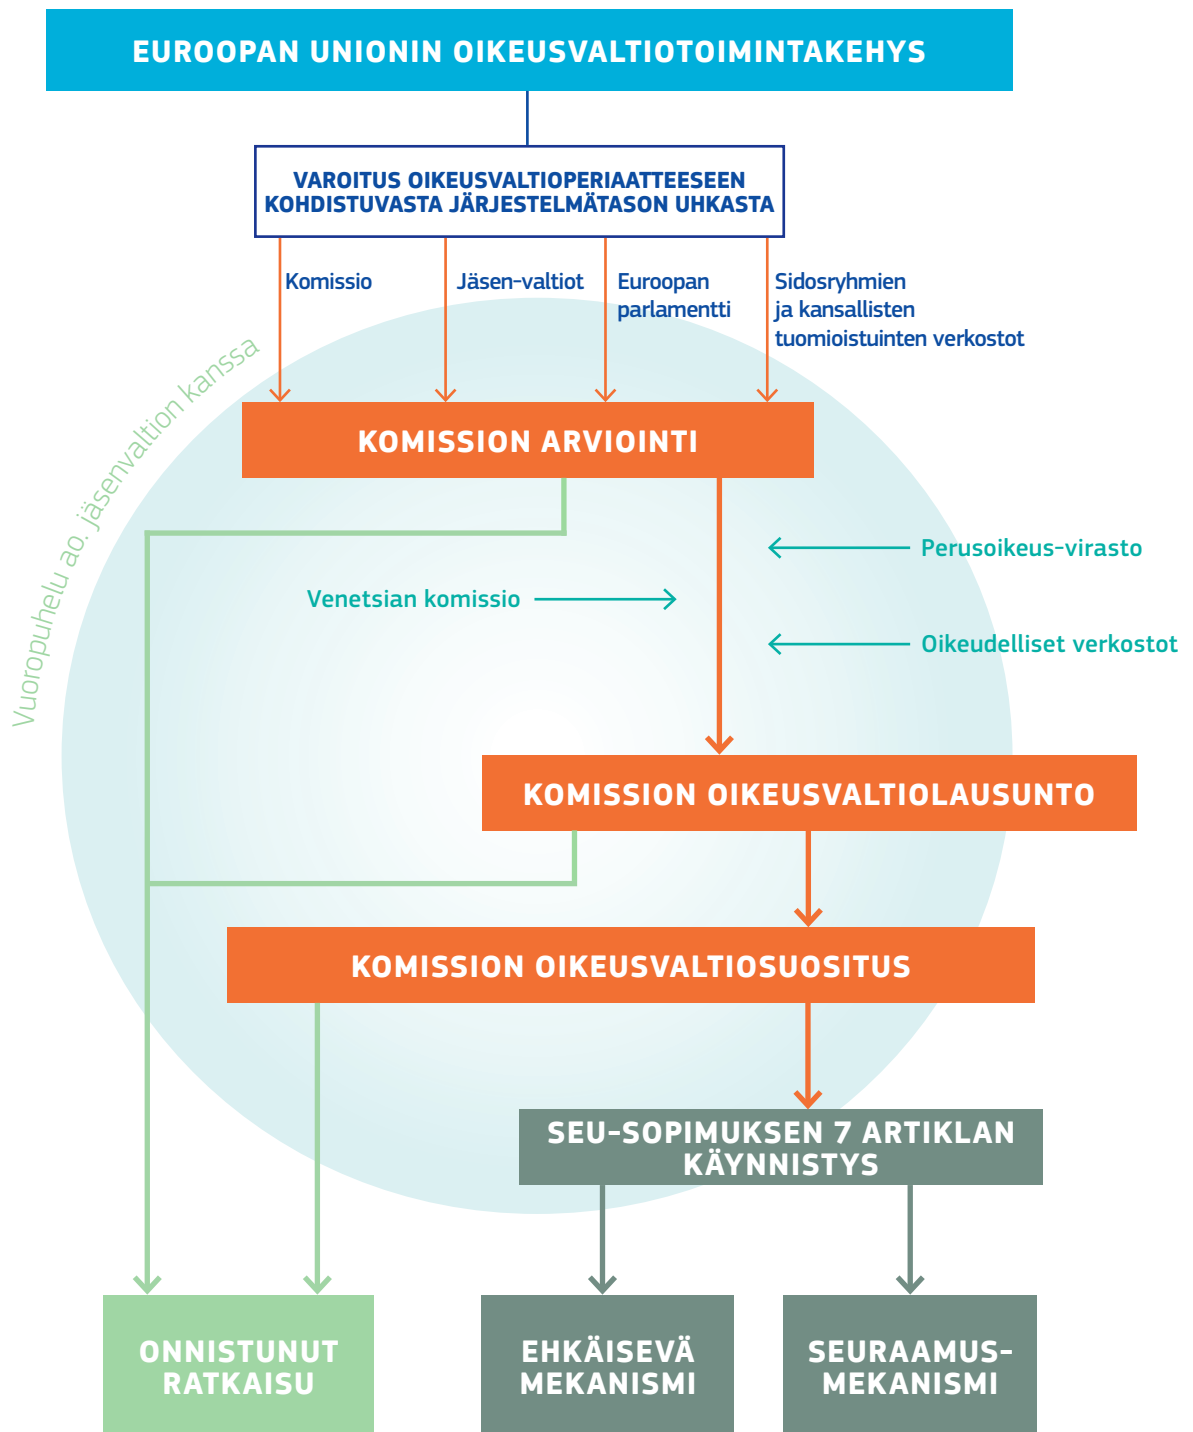 EUROOPAN UNIONIN OIKEUSVALTIOTOIMINTAKEHYS
VAROITUS OIKEUSVALTIOPERIAATTEESEEN
KOHDISTUVASTA JÄRJESTELMÄTASON UHKASTA
Komissio
Jäsen-valtiot
Euroopan
parlamentti
Sidosryhmien
ja kansallisten
tuomioistuinten verkostot
Vuoropuhelu ao. jäsenvaltion kanssa
KOMISSION ARVIOINTI
Perusoikeus-virasto
Venetsian komissio
Oikeudelliset verkostot
KOMISSION OIKEUSVALTIOLAUSUNTO
KOMISSION OIKEUSVALTIOSUOSITUS
SEU-SOPIMUKSEN 7 ARTIKLAN
KÄYNNISTYS
ONNISTUNUT
RATKAISU
EHKÄISEVÄ
MEKANISMI
SEURAAMUS-
MEKANISMI